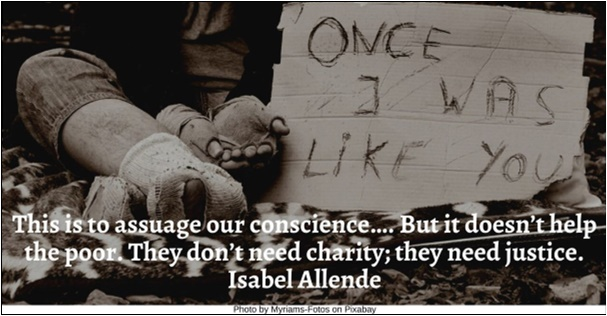 ONCE
I WAS
LIKE YOU
This is to assuage our conscience.... But it doesn't help
the poor. They don't need charity; they need justice.
Isabel Allende
Photo by Myriams-Fotos on Pixabay